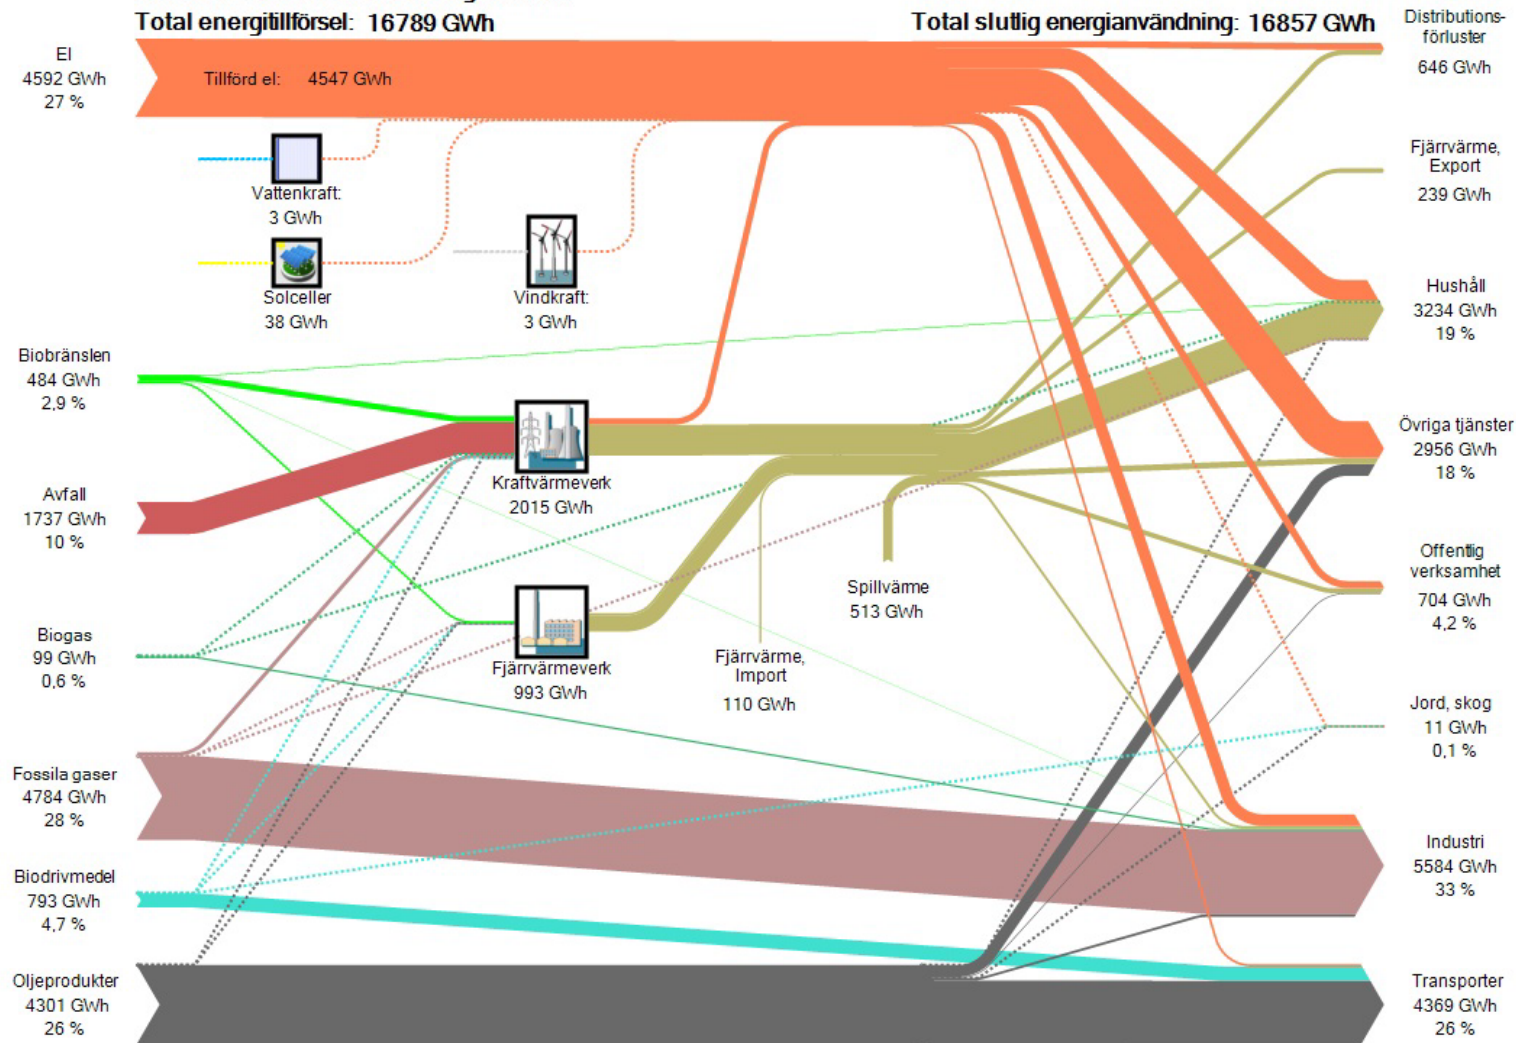 Total energitillförsel: 16789 GWh
Total slutlig energianvändning: 16857 GWh
El
4592 GWh
27 %
Tillförd el: 4547 GWh
Vattenkraft:
3 GWh
Solceller
38 GWh
Vindkraft:
3 GWh
Biobränslen
484 GWh
2,9 %
Avfall
1737 GWh
10 %
Biogas
99 GWh
0,6 %
Fossila gaser
4784 GWh
28 %
Biodrivmedel
793 GWh
4,7 %
Oljeprodukter
4301 GWh
26 %
Kraftvärmeverk
2015 GWh
Fjärrvärmeverk
993 GWh
Fjärrvärme,
Import
110 GWh
Spillvärme
513 GWh
Distributions-
förluster
646 GWh
Fjärrvärme,
Export
239 GWh
Hushåll
3234 GWh
19 %
Övriga tjänster
2956 GWh
18 %
Offentlig
verksamhet
704 GWh
4,2 %
Jord, skog
11 GWh
0,1 %
Industri
5584 GWh
33 %
Transporter
4369 GWh
26 %